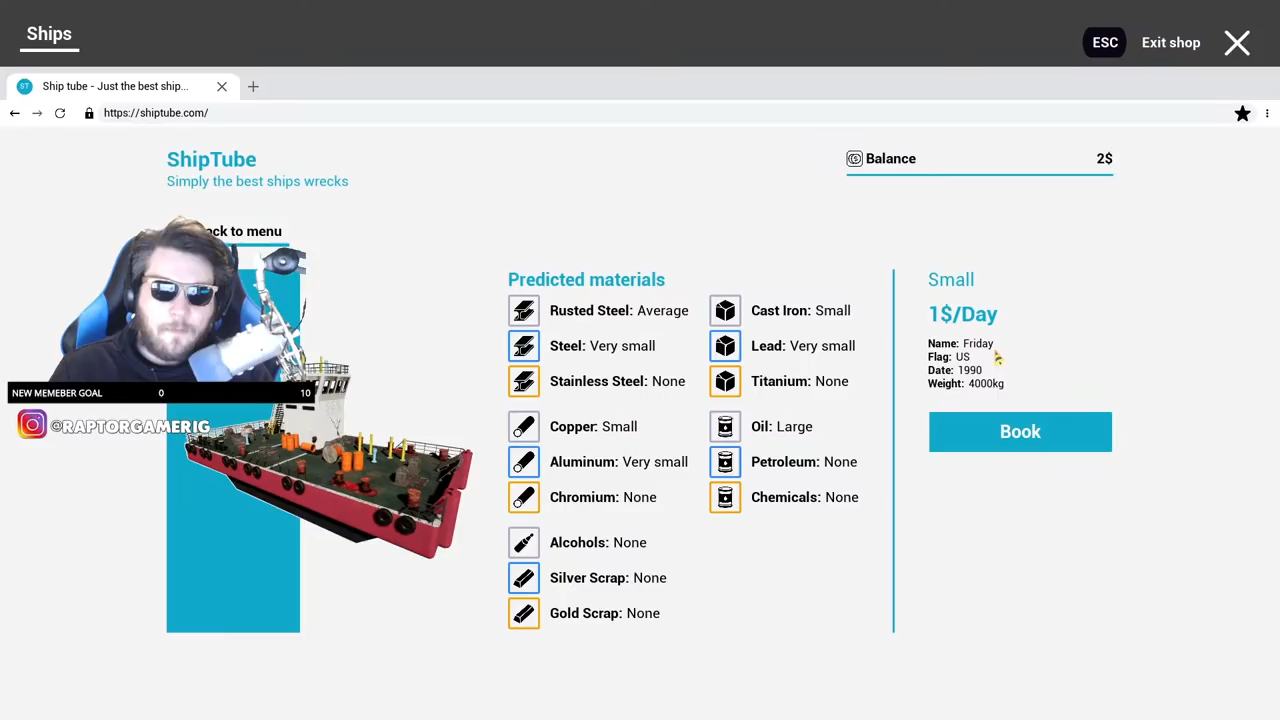 Ships
ESC Exit shop
ST Ship tube - Just the best ship...
https://shiptube.com/
ShipTube
Simply the best ships wrecks
Balance 2$
ck to menu
NEW MEMEBER GOAL 0 10
@RAPTORGAMERIG
Predicted materials
Rusted Steel: Average
Steel: Very small
Stainless Steel: None
Copper: Small
Aluminum: Very small
Chromium: None
Alcohols: None
Silver Scrap: None
Gold Scrap: None
Cast Iron: Small
Lead: Very small
Titanium: None
Oil: Large
Petroleum: None
Chemicals: None
Small
1$/Day
Name: Friday
Flag: US
Date: 1990
Weight: 4000kg
Book